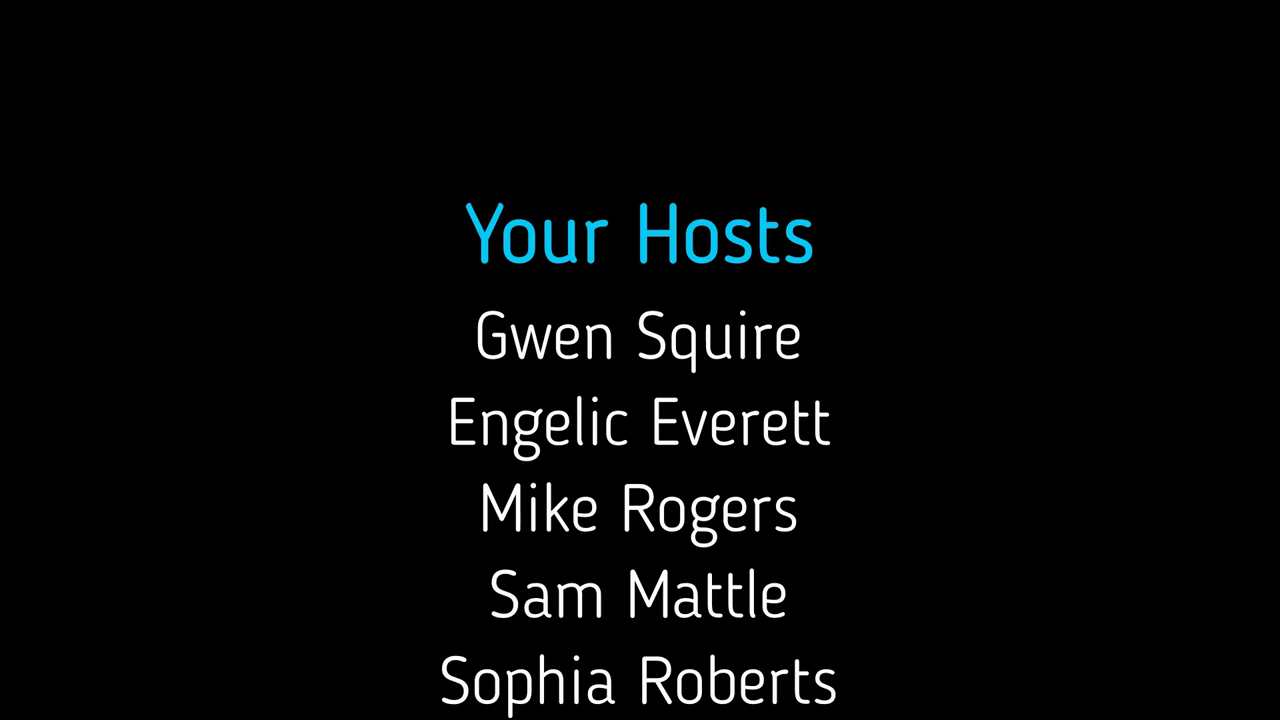 Your Hosts
Gwen Squire
Engelic Everett
Mike Rogers
Sam Mattle
Sophia Roberts